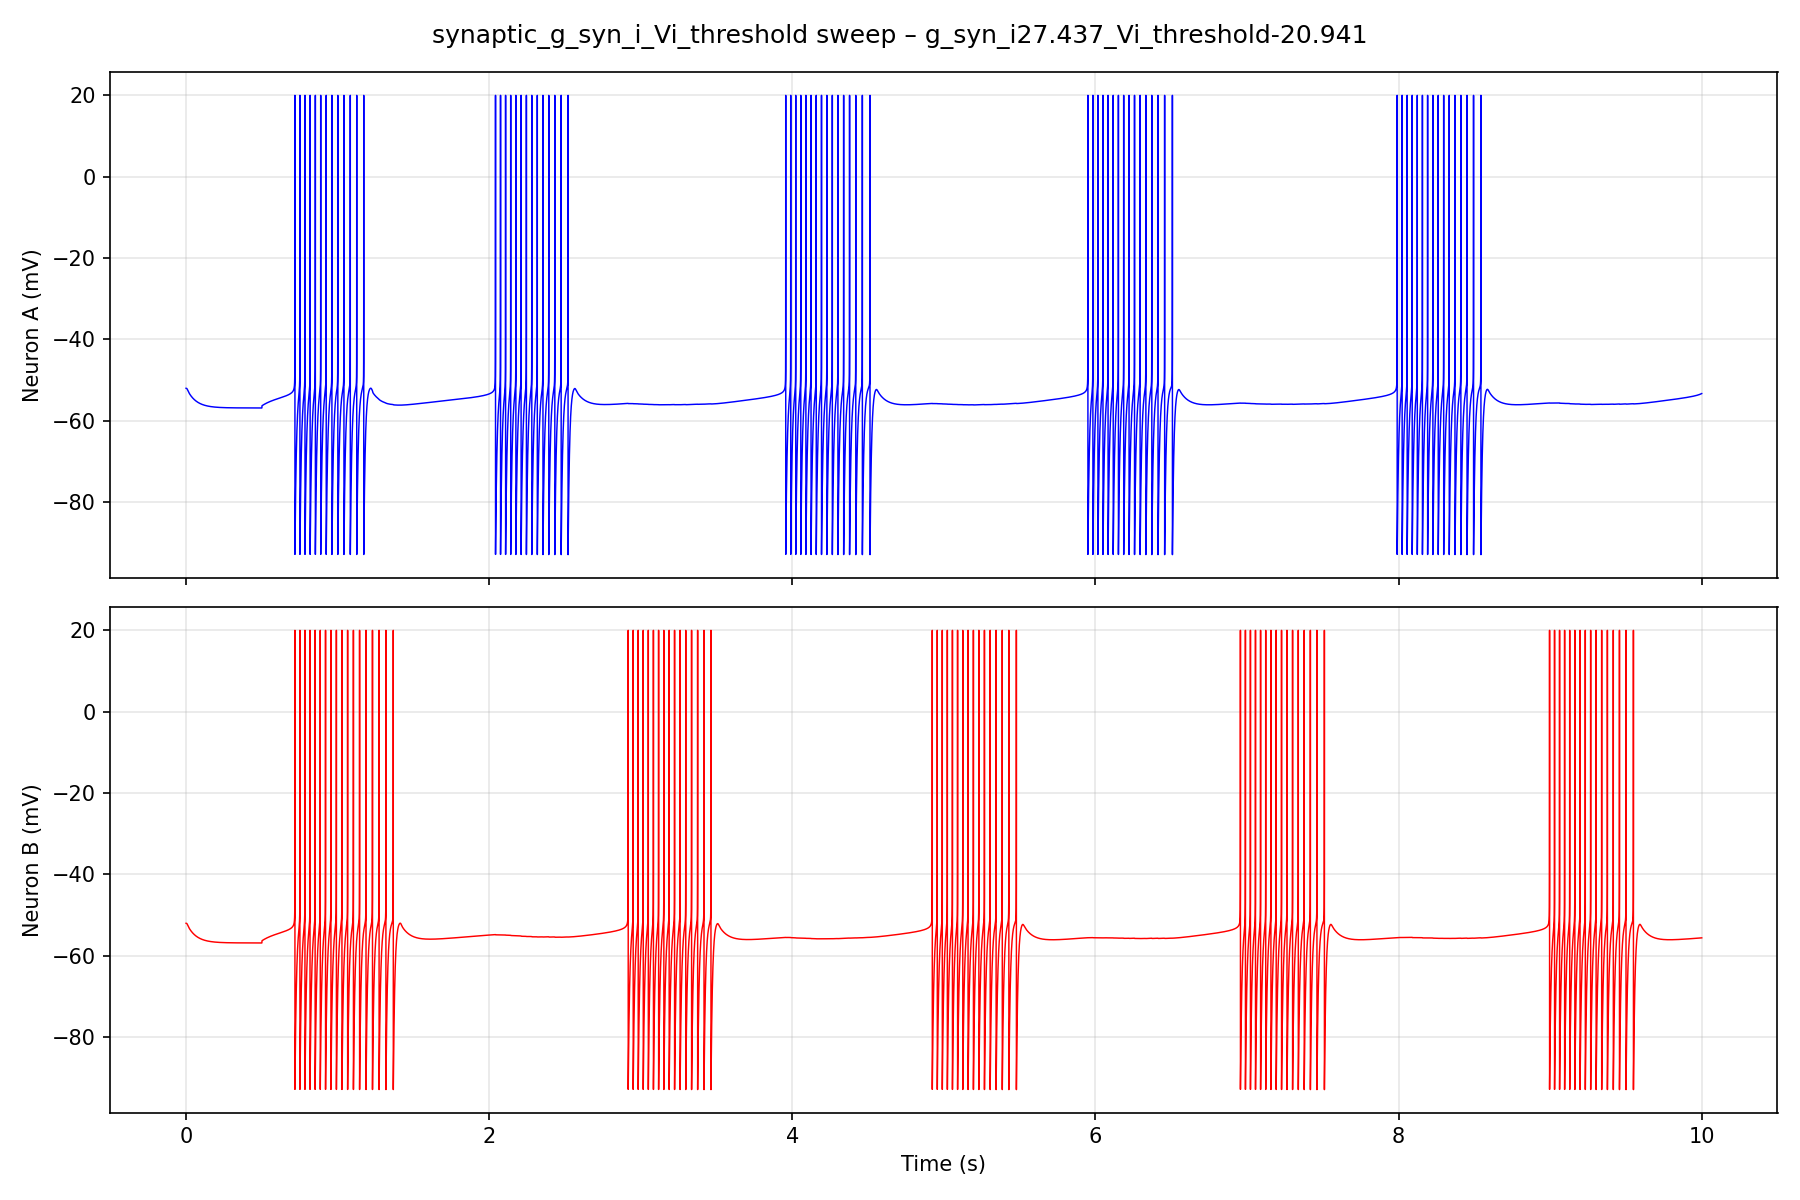 synaptic_g_syn_i_Vi_threshold sweep – g_syn_i27.437_Vi_threshold-20.941
20
0
−20
−40
−60
−80
Neuron A (mV)
20
0
−20
−40
−60
−80
Neuron B (mV)
0 2 4 6 8 10
Time (s)